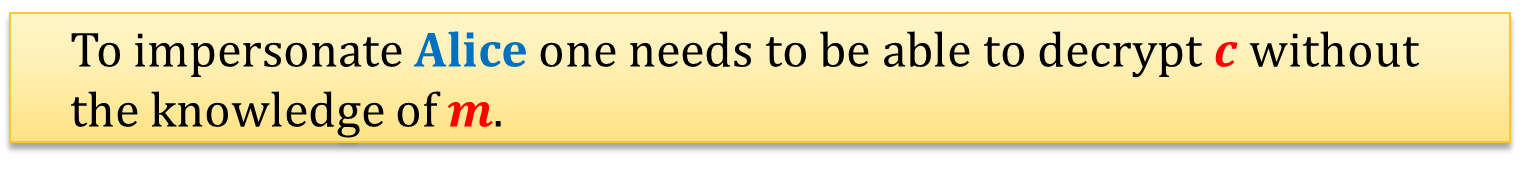 To impersonate Alice one needs to be able to decrypt c without
the knowledge of m.